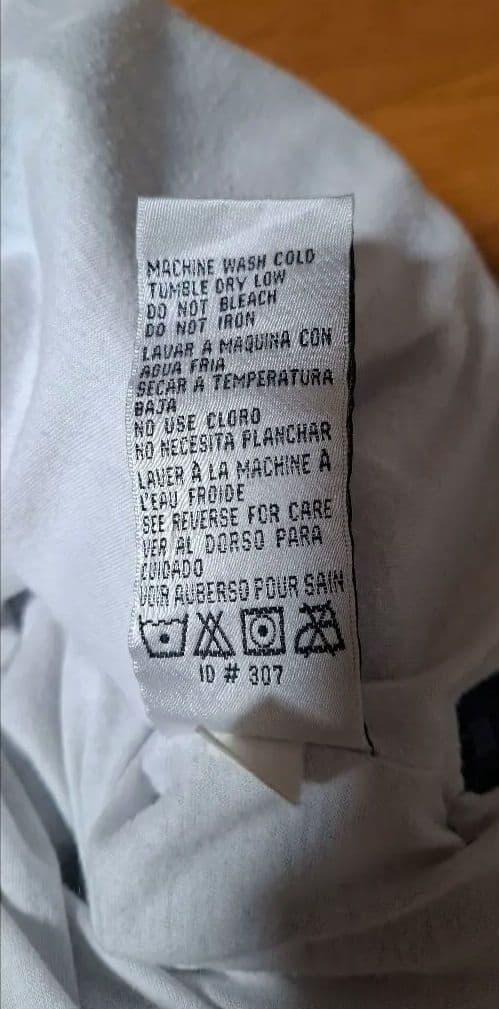 MACHINE WASH COLD
TUMBLE DRY LOW
DO NOT BLEACH
DO NOT IRON
LAVAR A MAQUINA CON
AGUA FRIA
SECAR A TEMPERATURA
BAJA
NO USE CLORO
NO NECESITA PLANCHAR
LAVER À LA MACHINE À
L'EAU FROIDE
SEE REVERSE FOR CARE
VER AL DORSO PARA
CUIDADO
VOIR AUBERSO POUR SAIN
ID # 307